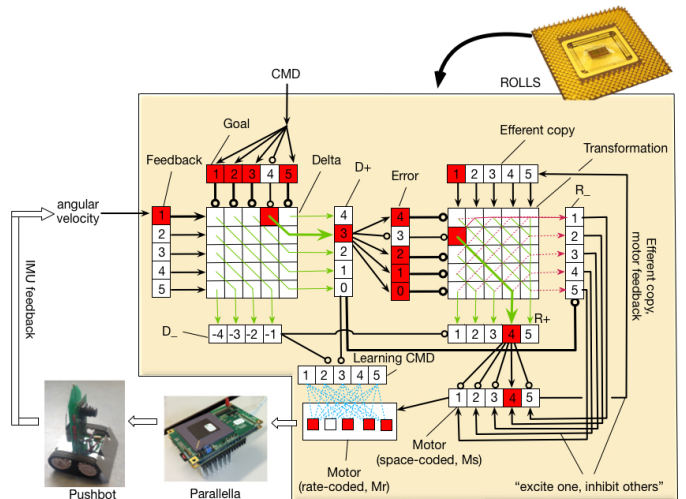 ROLLS
CMD
Goal
Efferent copy
Transformation
Feedback
Delta
D+
Error
R_
1 2 3 4 5
1 2 3 4 5
angular
velocity
1
2
3
4
5
4
3
2
1
0
4
3
2
1
0
1
2
3
4
5
IMU feedback
Efferent copy,
motor feedback
D_
-4 -3 -2 -1
R+
1 2 3 4 5
Learning CMD
1 2 3 4 5
1 2 3 4 5
Motor
(rate-coded, Mr)
Motor
(space-coded, Ms)
"excite one, inhibit others"
Pushbot
Parallella